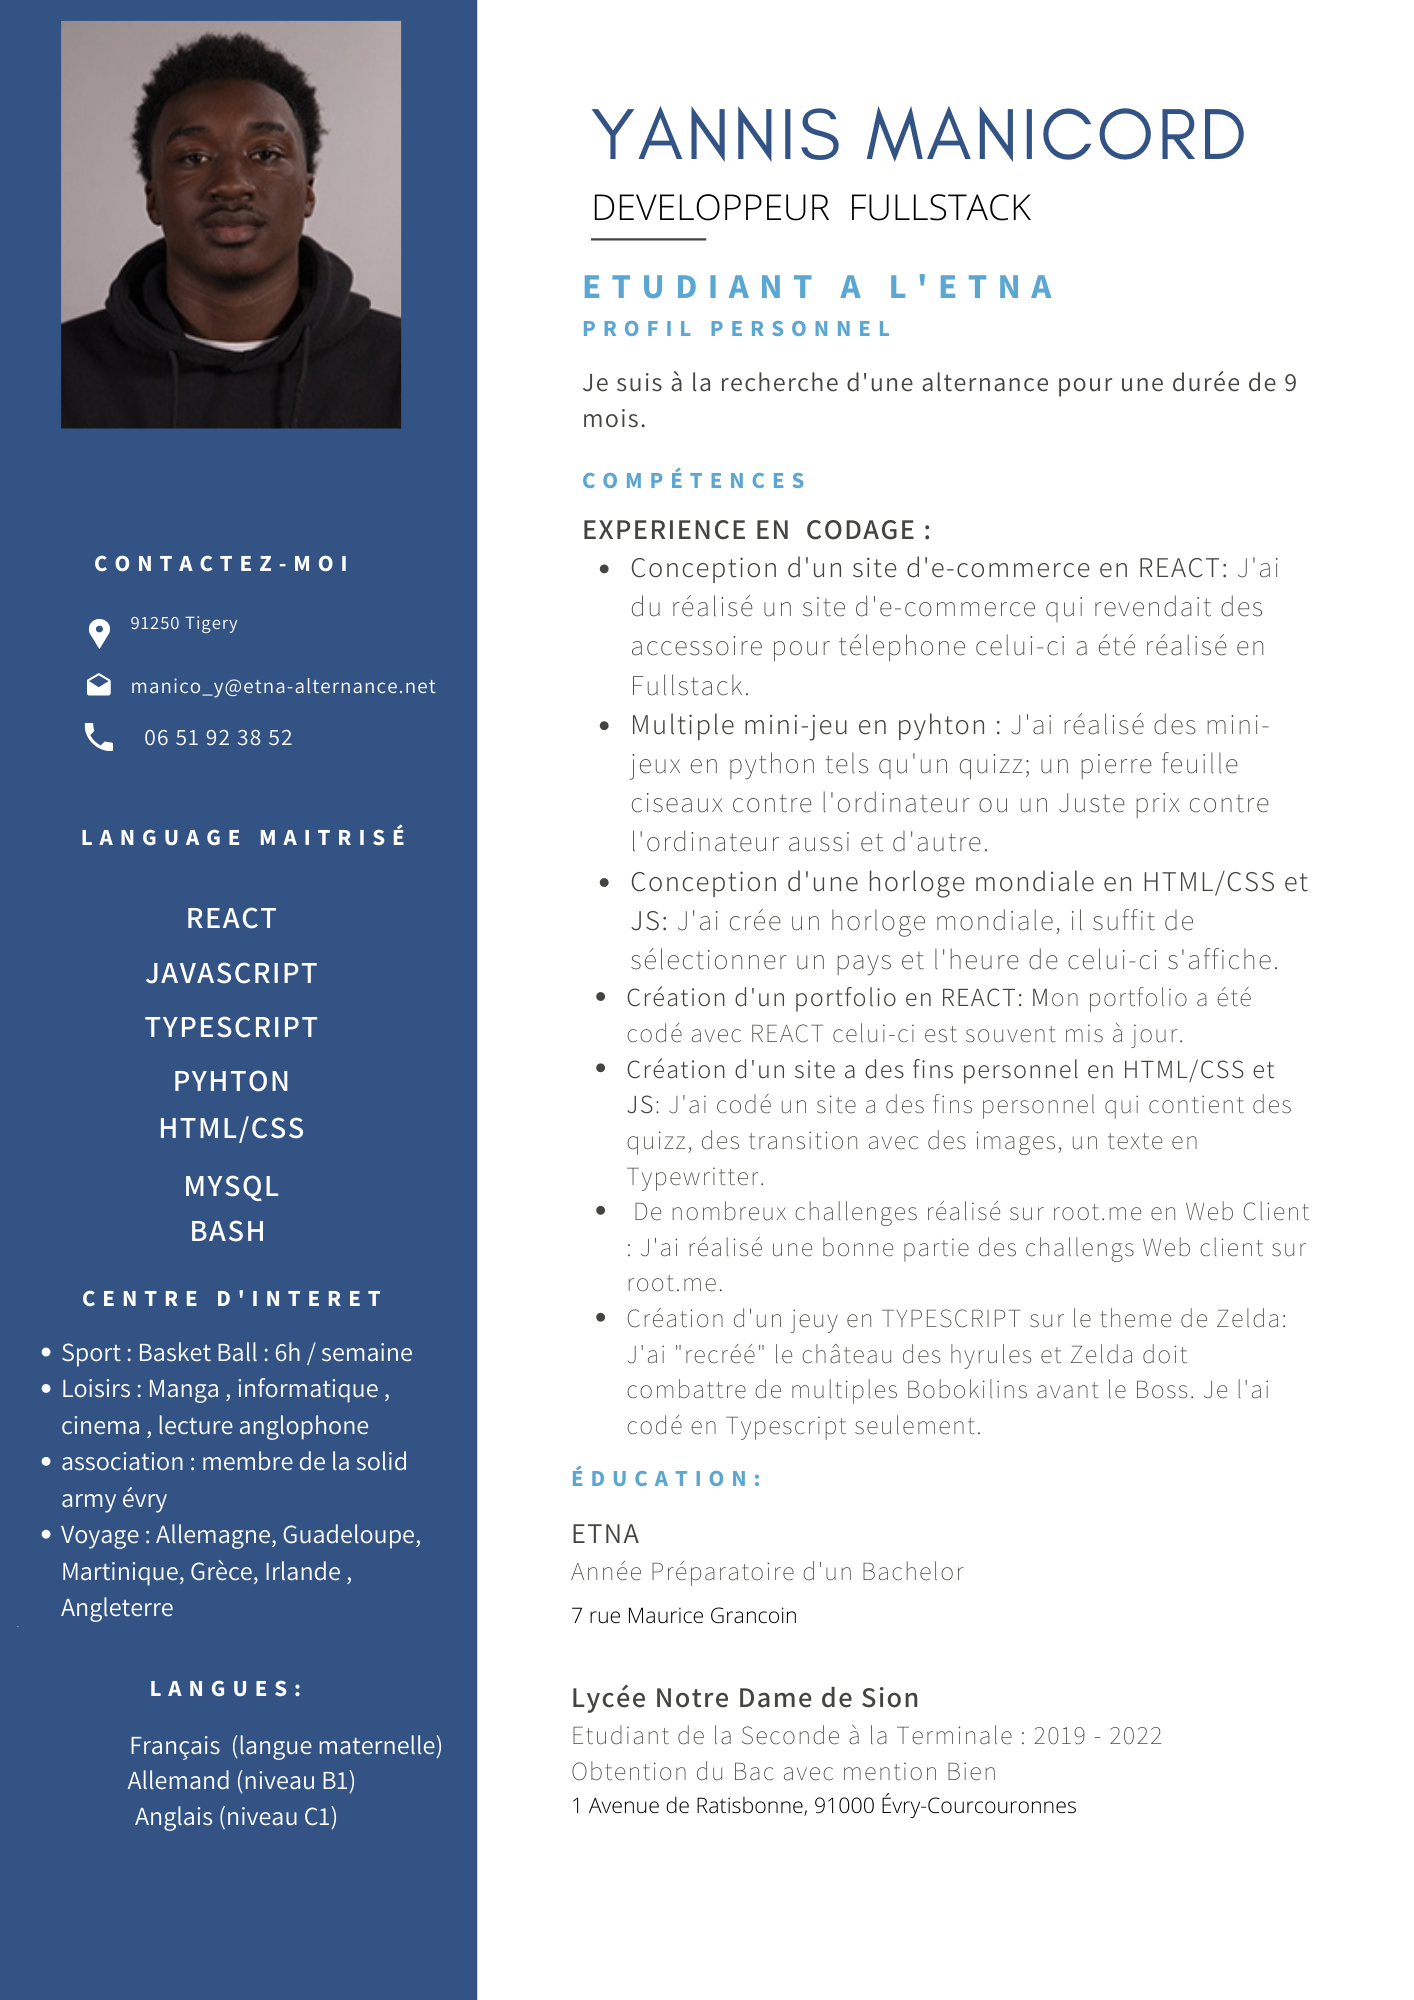 YANNIS MANICORD
DEVELOPPEUR FULLSTACK
ETUDIANT A L'ETNA
PROFIL PERSONNEL
Je suis à la recherche d'une alternance pour une durée de 9
mois.
COMPÉTENCES
EXPERIENCE EN CODAGE :
• Conception d'un site d'e-commerce en REACT: J'ai
du réalisé un site d'e-commerce qui revendait des
accessoire pour télephone celui-ci a été réalisé en
Fullstack.
• Multiple mini-jeu en pyhton : J'ai réalisé des mini-
jeux en python tels qu'un quizz; un pierre feuille
ciseaux contre l'ordinateur ou un Juste prix contre
l'ordinateur aussi et d'autre.
• Conception d'une horloge mondiale en HTML/CSS et
JS: J'ai crée un horloge mondiale, il suffit de
sélectionner un pays et l'heure de celui-ci s'affiche.
• Création d'un portfolio en REACT: Mon portfolio a été
codé avec REACT celui-ci est souvent mis à jour.
• Création d'un site a des fins personnel en HTML/CSS et
JS: J'ai codé un site a des fins personnel qui contient des
quizz, des transition avec des images, un texte en
Typewritter.
• De nombreux challenges réalisé sur root.me en Web Client
: J'ai réalisé une bonne partie des challengs Web client sur
root.me.
• Création d'un jeuy en TYPESCRIPT sur le theme de Zelda:
J'ai "recréé" le château des hyrules et Zelda doit
combattre de multiples Bobokilins avant le Boss. Je l'ai
codé en Typescript seulement.
ÉDUCATION:
ETNA
Année Préparatoire d'un Bachelor
7 rue Maurice Grancoin
Lycée Notre Dame de Sion
Etudiant de la Seconde à la Terminale : 2019 - 2022
Obtention du Bac avec mention Bien
1 Avenue de Ratisbonne, 91000 Évry-Courcouronnes
CONTACTEZ-MOI
91250 Tigery
manico_y@etna-alternance.net
06 51 92 38 52
LANGUAGE MAITRISÉ
REACT
JAVASCRIPT
TYPESCRIPT
PYHTON
HTML/CSS
MYSQL
BASH
CENTRE D'INTERET
• Sport : Basket Ball : 6h / semaine
• Loisirs : Manga , informatique ,
cinema , lecture anglophone
• association : membre de la solid
army évry
• Voyage : Allemagne, Guadeloupe,
Martinique, Grèce, Irlande ,
Angleterre
LANGUES:
Français (langue maternelle)
Allemand (niveau B1)
Anglais (niveau C1)